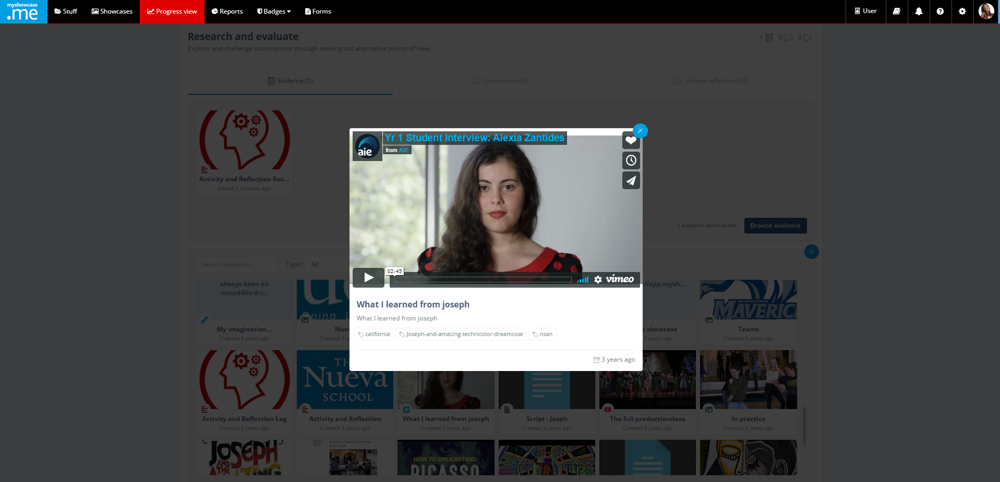 myshowcase
.me
Stuff
Showcases
Progress view
Reports
Badges
Forms
User
Research and evaluate
1
0
0
Explore and challenge assumptions through seeking out alternative points of view.
Evidence (1)
Comments (0)
Private reflections (0)
Activity and Reflection Rec...
Added 2 minutes ago
1 evidence items added
Browse evidence
Search evidence...
Type:
All
aie
Yr 1 Student Interview: Alexia Zantides
from AIE
02:45
vimeo
What I learned from joseph
What I learned from joseph
california
Joseph-and-amazing-technicolor-dreamcoat
nsan
3 years ago
always been an
incredible dri...
My imagination...
Created 3 years ago
Doing, L
Nuev
Created 3 y
://app.mysh...
e showcase
3 years ago
THE NUEVA SCHOOL
MAVERIC
Teams
Created 3 years ago
Activity and Reflection Log
Created 3 years ago
TH
Nueva
SCHOOL
Activity and Reflection
Created 3 years ago
What I learned from joseph
Created 3 years ago
Script - Josph
Created 3 years ago
The full productiondasa
Created 3 years ago
In practice
Created 3 years ago
JOSEPH
AND
THE AMAZING
and the Amazing Technicolor
Dreamcoat
HOW TO UNDERSTAND
PICASSO